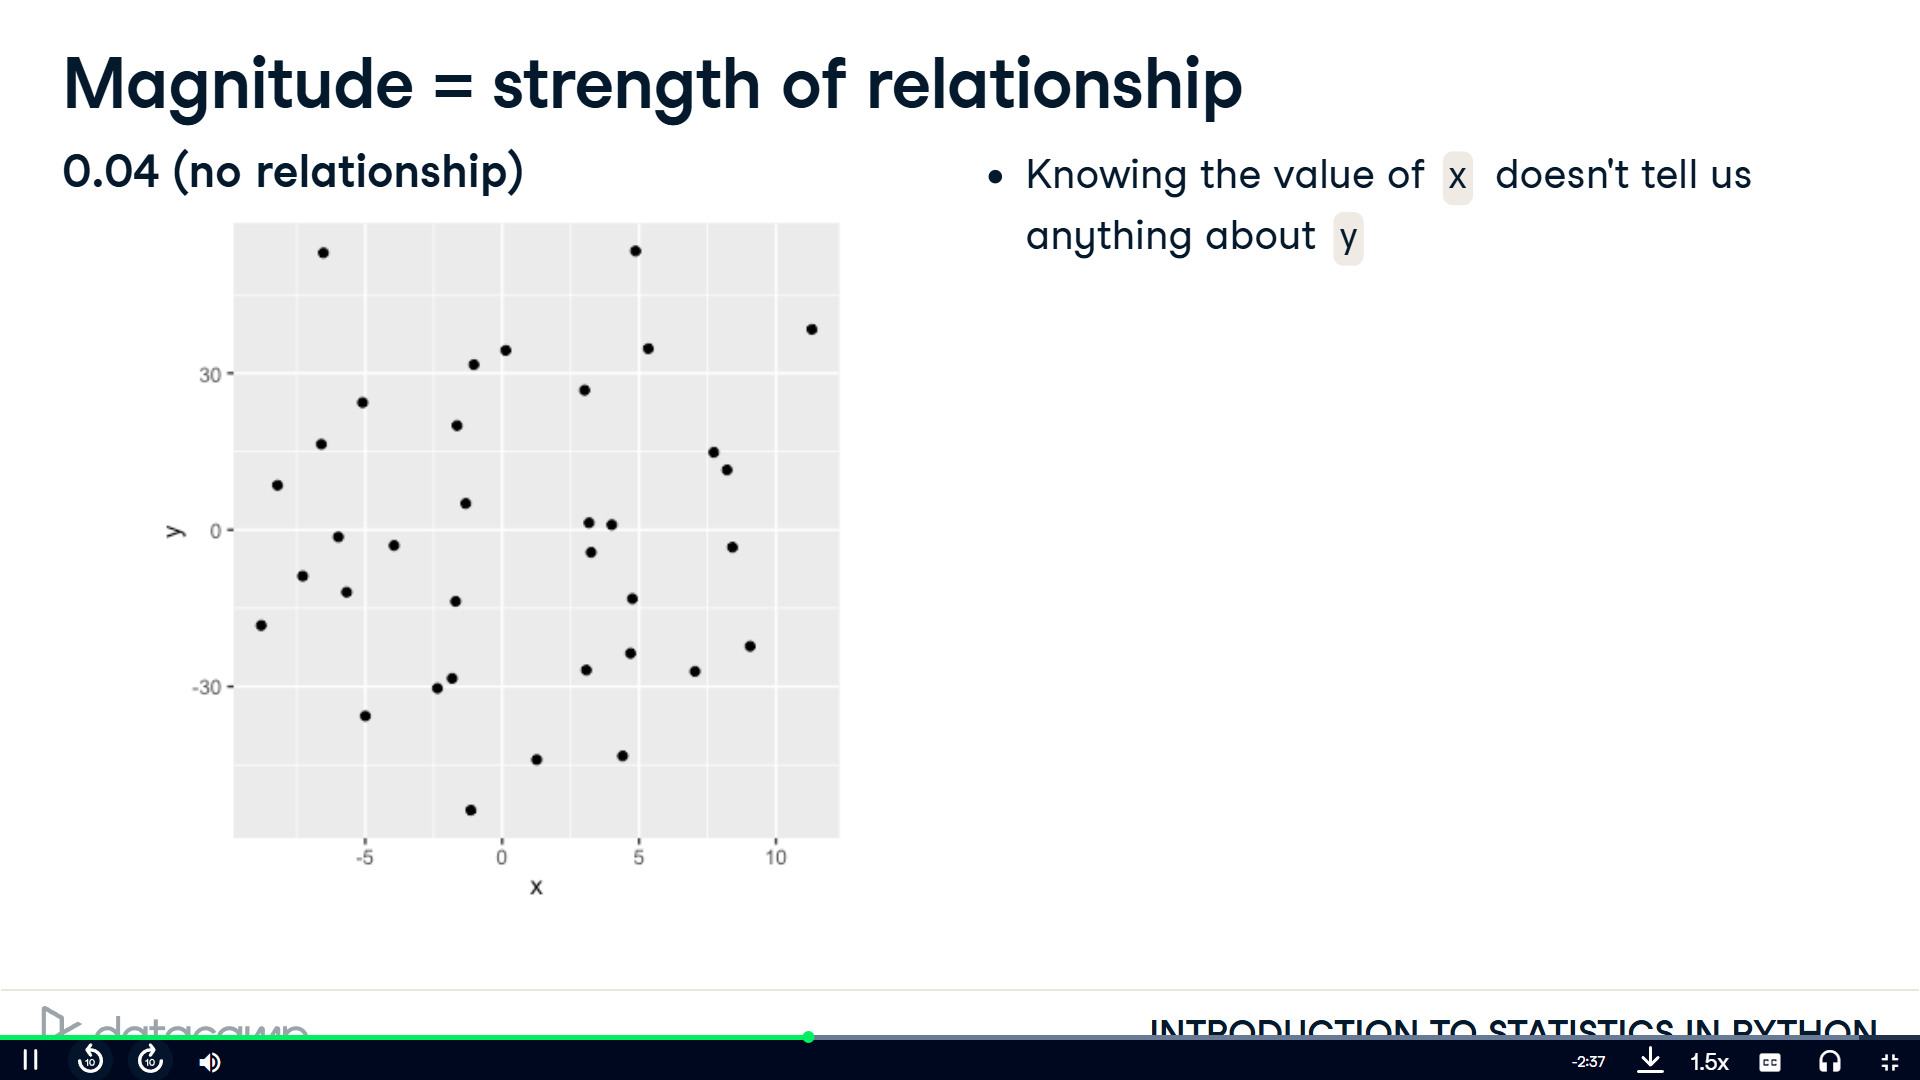 Magnitude = strength of relationship
0.04 (no relationship)
• Knowing the value of x doesn't tell us
anything about y
30
0
-30
y
-5 0 5 10
x
datacamp
INTRODUCTION TO STATISTICS IN PYTHON
10 10 -2:37 1.5x CC